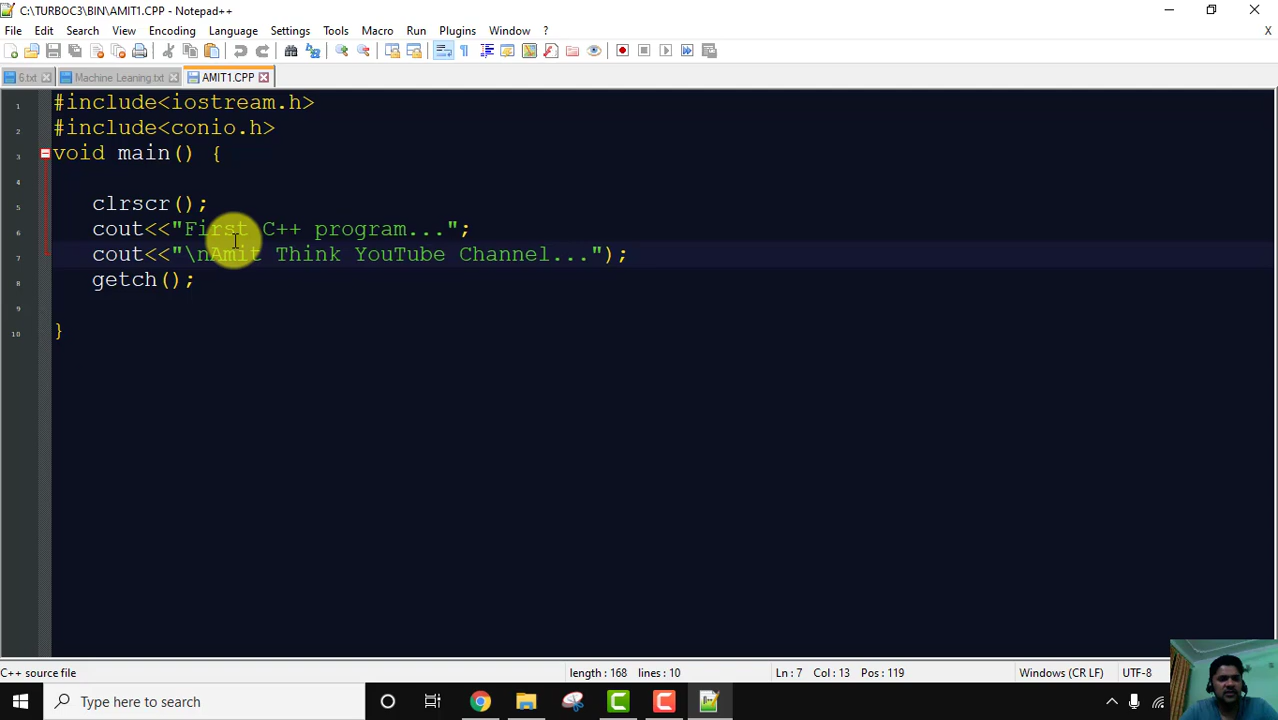 C:\TURBOC3\BIN\AMIT1.CPP - Notepad++
File Edit Search View Encoding Language Settings Tools Macro Run Plugins Window ? X
6.txt Machine Leaning.txt AMIT1.CPP
1 #include<iostream.h>
2 #include<conio.h>
3 void main() {
4
5 clrscr();
6 cout<<"First C++ program...";
7 cout<<"\nAmit Think YouTube Channel...");
8 getch();
9
10 }
C++ source file length : 168 lines : 10 Ln : 7 Col : 13 Pos : 119 Windows (CR LF) UTF-8
Type here to search